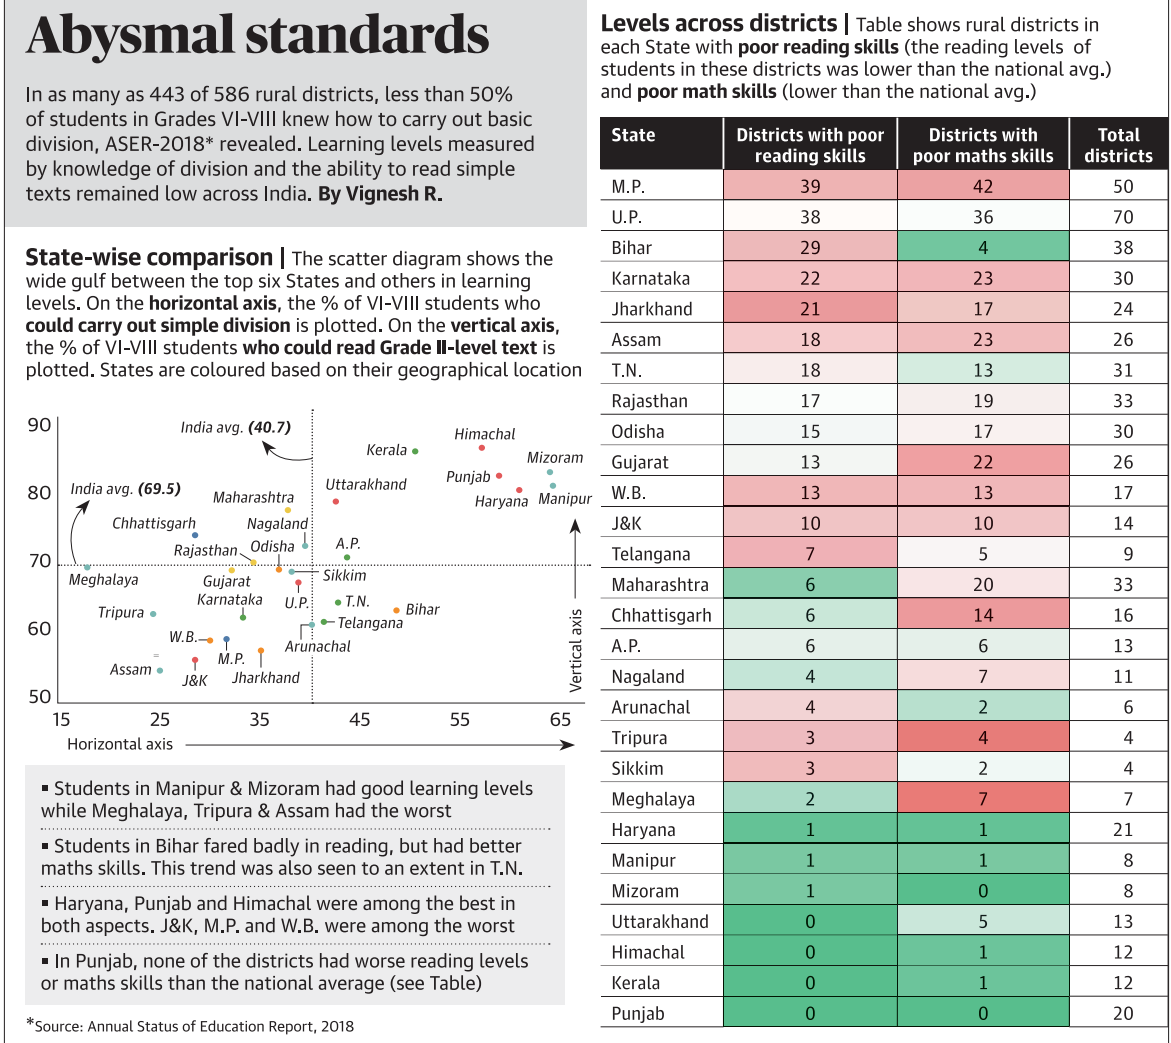 Abysmal standards
In as many as 443 of 586 rural districts, less than 50%
of students in Grades VI-VIII knew how to carry out basic
division, ASER-2018* revealed. Learning levels measured
by knowledge of division and the ability to read simple
texts remained low across India. By Vignesh R.
State-wise comparison | The scatter diagram shows the
wide gulf between the top six States and others in learning
levels. On the horizontal axis, the % of VI-VIII students who
could carry out simple division is plotted. On the vertical axis,
the % of VI-VIII students who could read Grade II-level text is
plotted. States are coloured based on their geographical location
90
80
70
60
50
15 25 35 45 55 65
Horizontal axis
Vertical axis
India avg. (40.7)
India avg. (69.5)
Kerala
Himachal
Mizoram
Punjab
Haryana
Manipur
Uttarakhand
Maharashtra
Chhattisgarh
Nagaland
Rajasthan
Odisha
A.P.
Meghalaya
Gujarat
Sikkim
Karnataka
U.P.
T.N.
Bihar
Tripura
Telangana
W.B.
M.P.
Arunachal
Assam
J&K
Jharkhand
▪ Students in Manipur & Mizoram had good learning levels
while Meghalaya, Tripura & Assam had the worst
▪ Students in Bihar fared badly in reading, but had better
maths skills. This trend was also seen to an extent in T.N.
▪ Haryana, Punjab and Himachal were among the best in
both aspects. J&K, M.P. and W.B. were among the worst
▪ In Punjab, none of the districts had worse reading levels
or maths skills than the national average (see Table)
*Source: Annual Status of Education Report, 2018
Levels across districts | Table shows rural districts in
each State with poor reading skills (the reading levels of
students in these districts was lower than the national avg.)
and poor math skills (lower than the national avg.)
State Districts with poor reading skills Districts with poor maths skills Total districts
M.P. 39 42 50
U.P. 38 36 70
Bihar 29 4 38
Karnataka 22 23 30
Jharkhand 21 17 24
Assam 18 23 26
T.N. 18 13 31
Rajasthan 17 19 33
Odisha 15 17 30
Gujarat 13 22 26
W.B. 13 13 17
J&K 10 10 14
Telangana 7 5 9
Maharashtra 6 20 33
Chhattisgarh 6 14 16
A.P. 6 6 13
Nagaland 4 7 11
Arunachal 4 2 6
Tripura 3 4 4
Sikkim 3 2 4
Meghalaya 2 7 7
Haryana 1 1 21
Manipur 1 1 8
Mizoram 1 0 8
Uttarakhand 0 5 13
Himachal 0 1 12
Kerala 0 1 12
Punjab 0 0 20